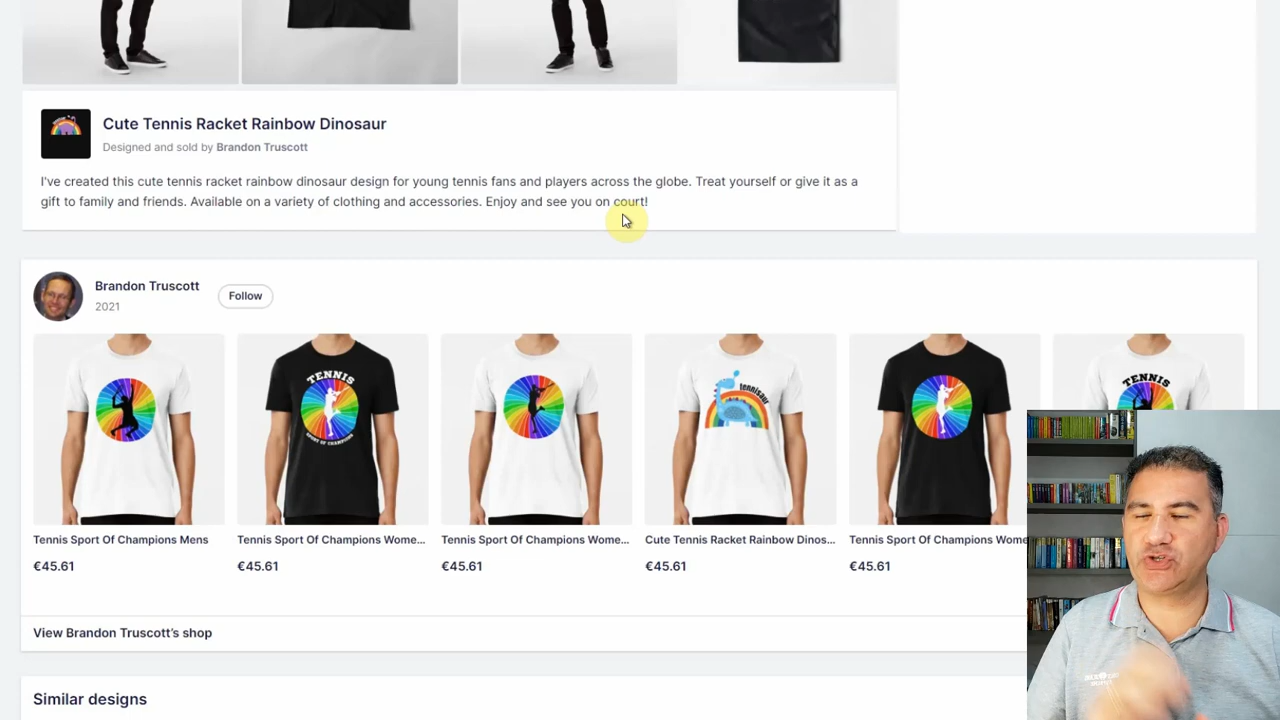 Cute Tennis Racket Rainbow Dinosaur
Designed and sold by Brandon Truscott
I've created this cute tennis racket rainbow dinosaur design for young tennis fans and players across the globe. Treat yourself or give it as a
gift to family and friends. Available on a variety of clothing and accessories. Enjoy and see you on court!
Brandon Truscott
2021
Follow
TENNIS
SPORT OF CHAMPIONS
tennisaur
TENNIS
Tennis Sport Of Champions Mens
Tennis Sport Of Champions Wome...
Tennis Sport Of Champions Wome...
Cute Tennis Racket Rainbow Dinos...
Tennis Sport Of Champions Wome
€45.61
€45.61
€45.61
€45.61
€45.61
View Brandon Truscott's shop
Similar designs